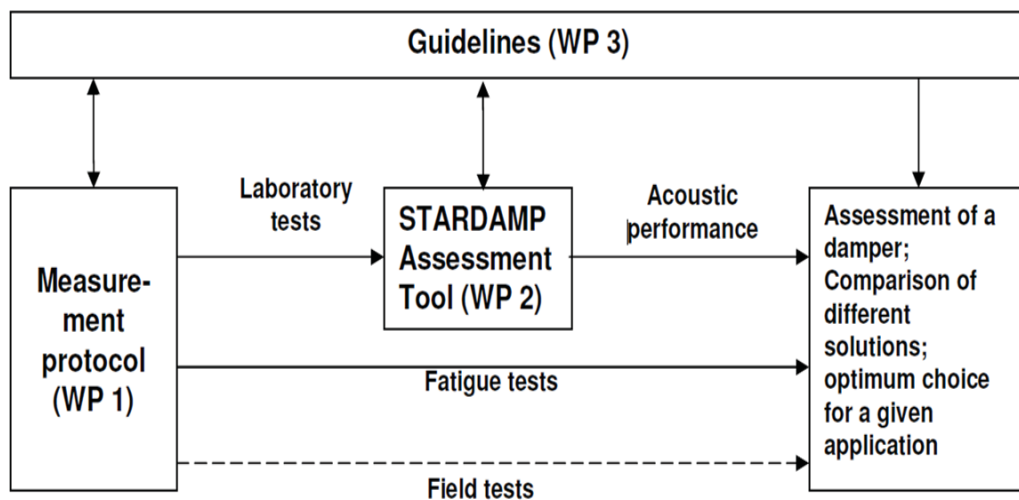 Guidelines (WP 3)
Laboratory
tests
STARDAMP
Assessment
Tool (WP 2)
Acoustic
performance
Measure-
ment
protocol
(WP 1)
Assessment of a
damper;
Comparison of
different
solutions;
optimum choice
for a given
application
Fatigue tests
Field tests